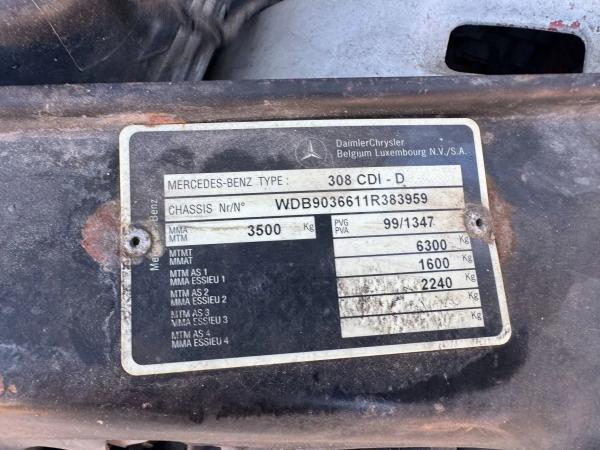 DaimlerChrysler
Belgium Luxembourg N.V./S.A.
MERCEDES-BENZ TYPE: 308 CDI - D
CHASSIS Nr/N° WDB9036611R383959
MMA
MTM 3500 Kg
PVG
PVA 99/1347
MTMT
MMAT 6300 Kg
MTM AS 1
MMA ESSIEU 1 1600 Kg
MTM AS 2
MMA ESSIEU 2 2240 Kg
MTM AS 3
MMA ESSIEU 3 Kg
MTM AS 4
MMA ESSIEU 4 Kg
Benz